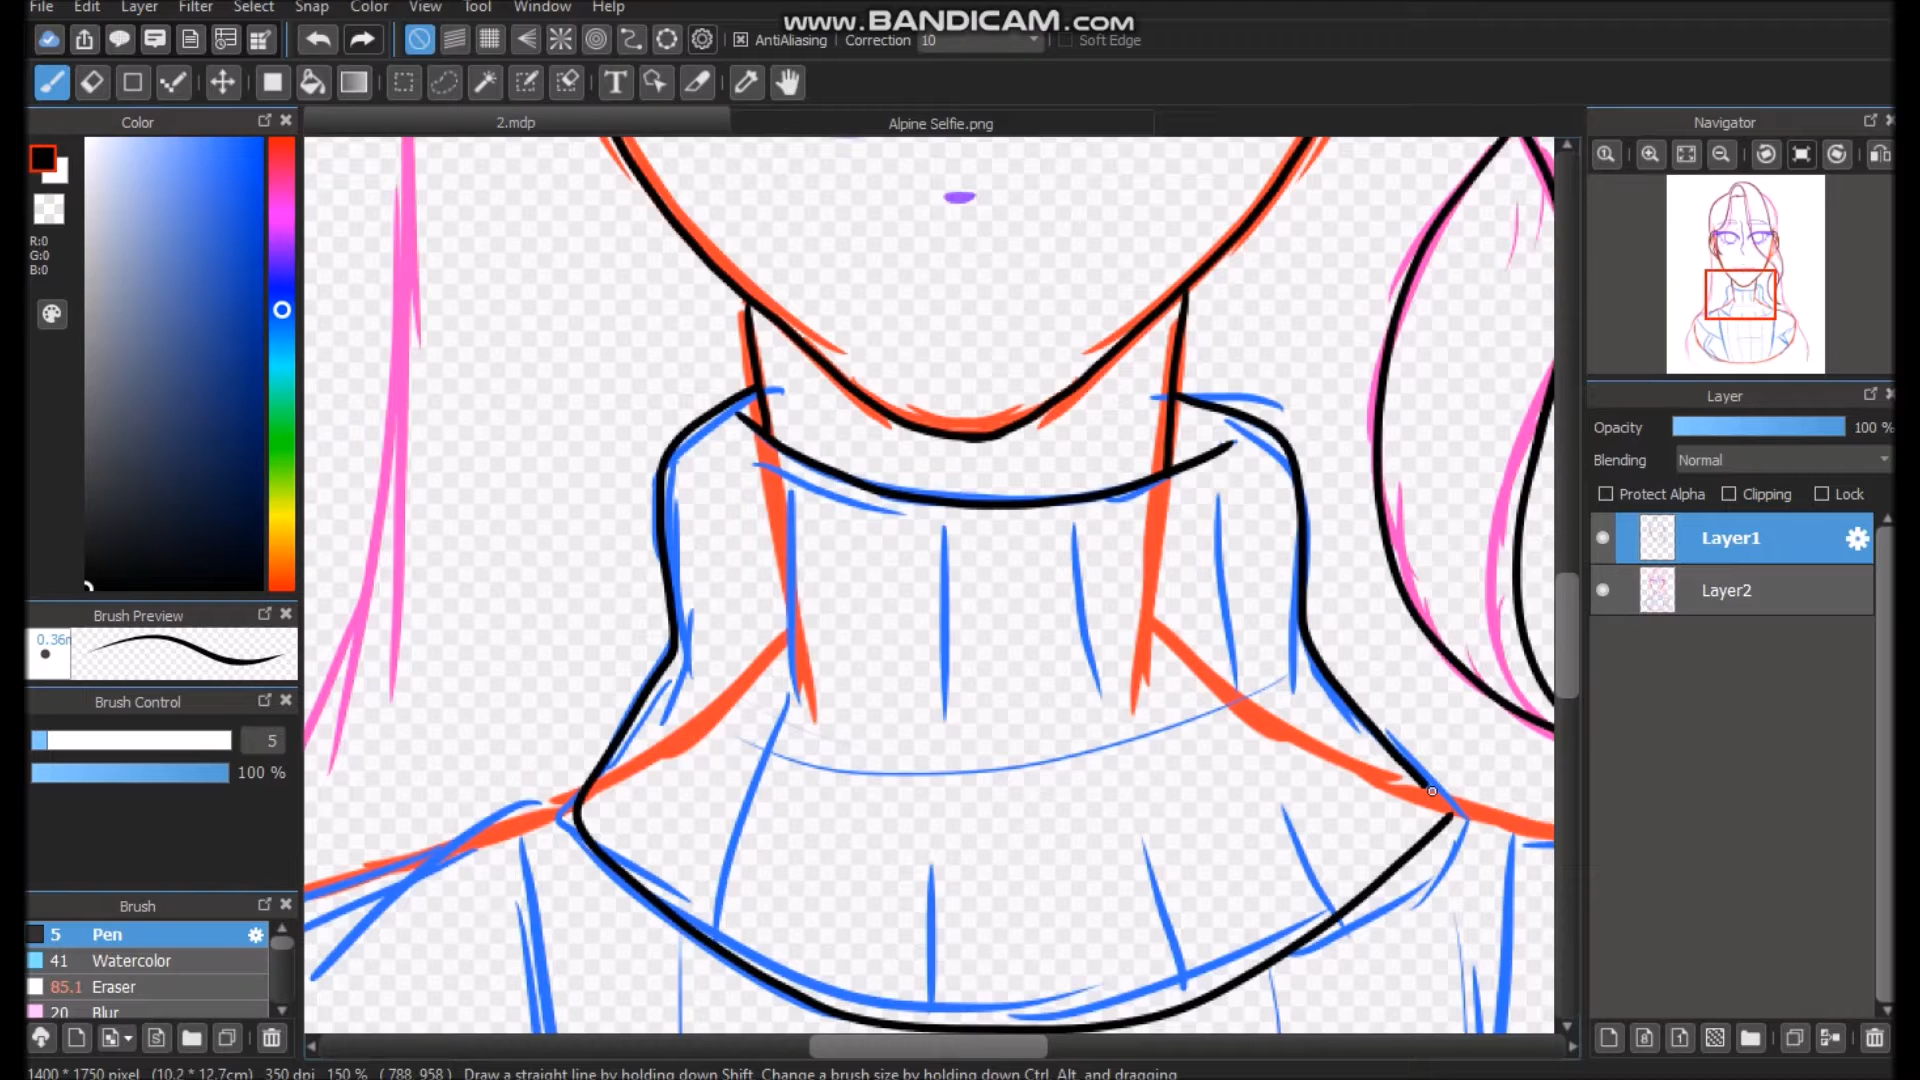 File Edit Layer Filter Select Snap Color View Tool Window Help
www.BANDICAM.com
AntiAliasing Correction 10 Soft Edge
Color
2.mdp
Alpine Selfie.png
Navigator
R:0
G:0
B:0
Layer
Opacity 100 %
Blending Normal
Protect Alpha Clipping Lock
Layer1
Layer2
Brush Preview
0.36m
Brush Control
5
100 %
Brush
5 Pen
41 Watercolor
85.1 Eraser
20 Blur
1400 * 1750 pixel (10.2 * 12.7cm) 350 dpi 150 % ( 788, 958 ) Draw a straight line by holding down Shift, Change a brush size by holding down Ctrl, Alt, and dragging